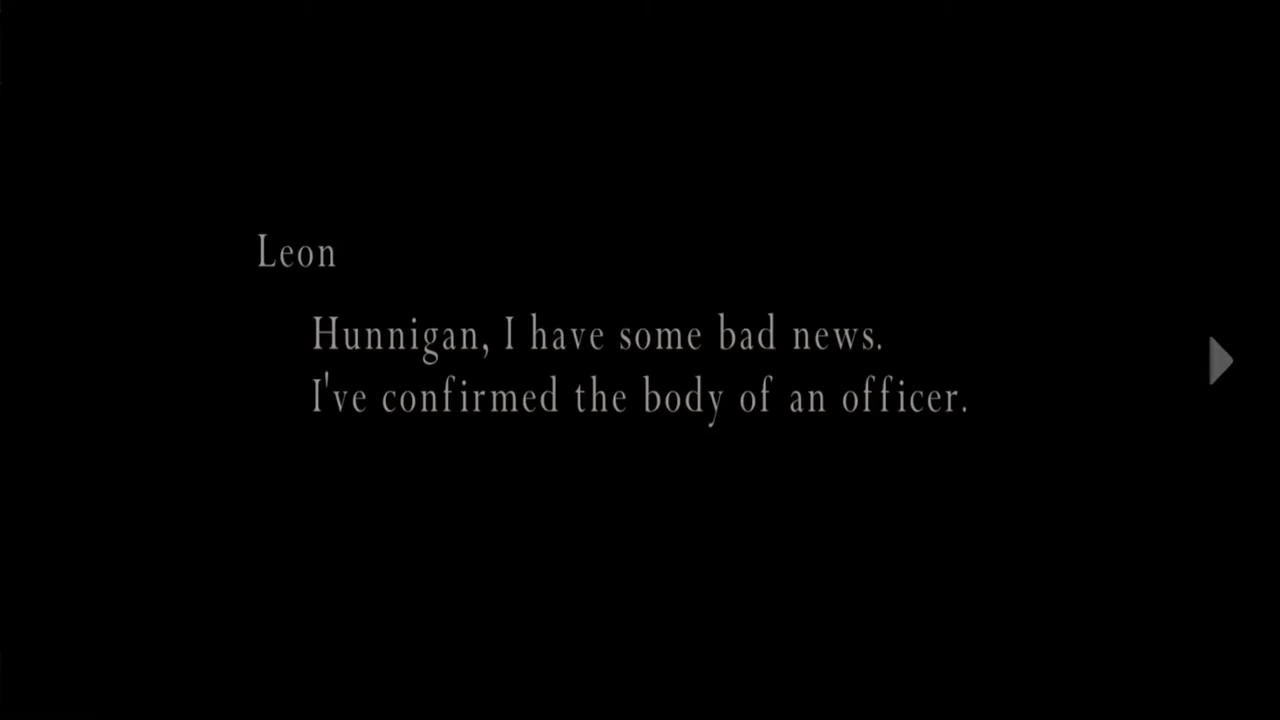 Leon
Hunnigan, I have some bad news.
I've confirmed the body of an officer.